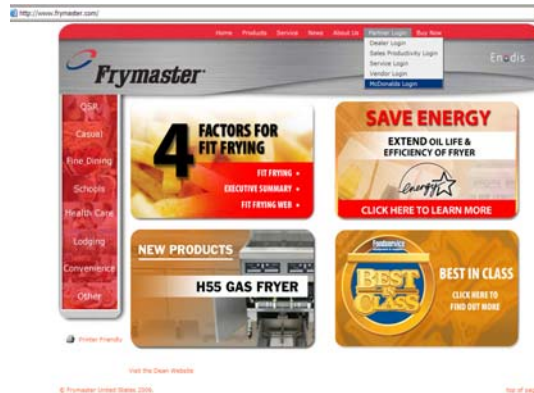 http://www.frymaster.com/
Home Products Service News About Us Partner Login Buy Now
Dealer Login
Sales Productivity Login
Service Login
Vendor Login
McDonalds Login
Enodis
Frymaster
QSR
Casual
Fine Dining
Schools
Health Care
Lodging
Convenience
Other
4 FACTORS FOR
FIT FRYING
FIT FRYING
EXECUTIVE SUMMARY
FIT FRYING WEB
SAVE ENERGY
EXTEND OIL LIFE &
EFFICIENCY OF FRYER
energy
CLICK HERE TO LEARN MORE
NEW PRODUCTS
H55 GAS FRYER
Foodservice
BEST IN
CLASS
BEST IN CLASS
CLICK HERE TO
FIND OUT MORE
Printer Friendly
Visit the Dean Website
© Frymaster United States 2006.
Top of page